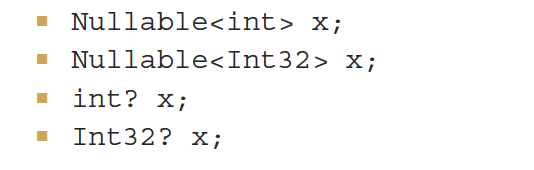 Nullable<int> x;
Nullable<Int32> x;
int? x;
Int32? x;